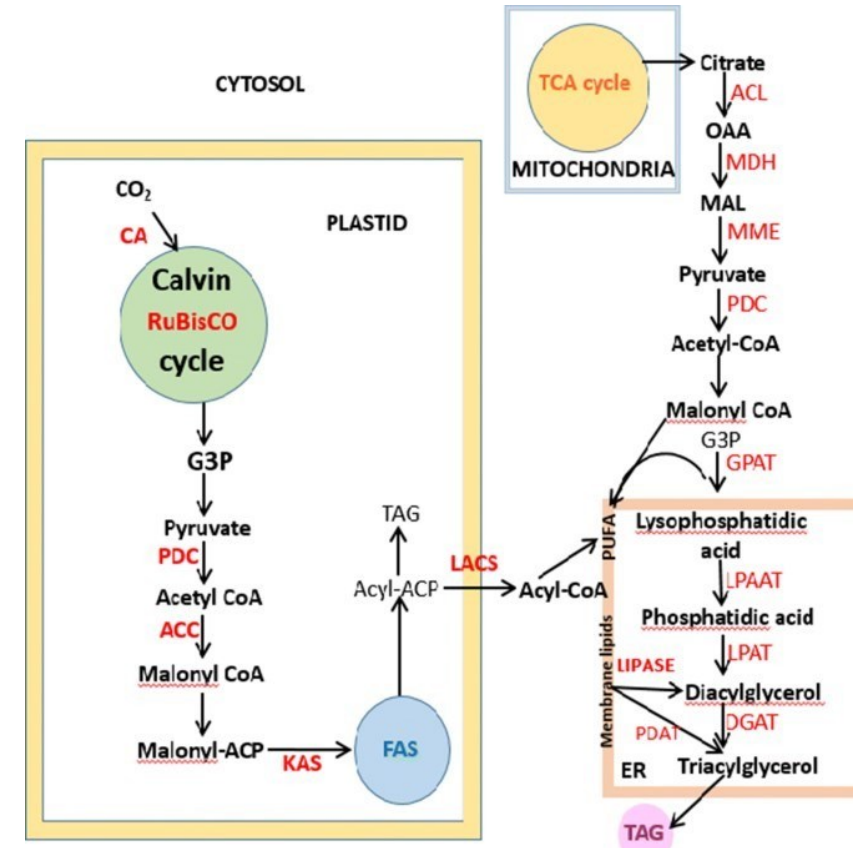 CYTOSOL
CO₂
CA
PLASTID
Calvin
RuBisCO
cycle
G3P
Pyruvate
PDC
Acetyl CoA
ACC
Malonyl CoA
Malonyl-ACP
KAS
FAS
TAG
Acyl-ACP
LACS
Acyl-CoA
TCA cycle
MITOCHONDRIA
Citrate
ACL
OAA
MDH
MAL
MME
Pyruvate
PDC
Acetyl-CoA
Malonyl CoA
G3P
GPAT
PUFA
Lysophosphatidic
acid
LPAAT
Phosphatidic acid
LPAT
Membrane lipids
LIPASE
Diacylglycerol
PDAT
DGAT
ER
Triacylglycerol
TAG